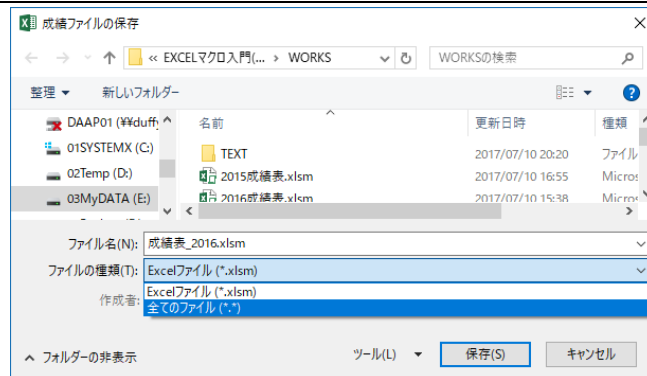 成績ファイルの保存
« EXCELマクロ入門(... › WORKS
WORKSの検索
整理
新しいフォルダー
名前
更新日時
種類
DAAP01 (¥¥duffy
01SYSTEMX (C:)
02Temp (D:)
03MyDATA (E:)
TEXT
2017/07/10 20:20
ファイル
2015成績表.xlsm
2017/07/10 16:55
Micros
2016成績表.xlsm
2017/07/10 15:38
Micros
ファイル名(N):
成績表_2016.xlsm
ファイルの種類(T):
Excelファイル (*.xlsm)
Excelファイル (*.xlsm)
全てのファイル (*.*)
作成者:
フォルダーの非表示
ツール(L)
保存(S)
キャンセル